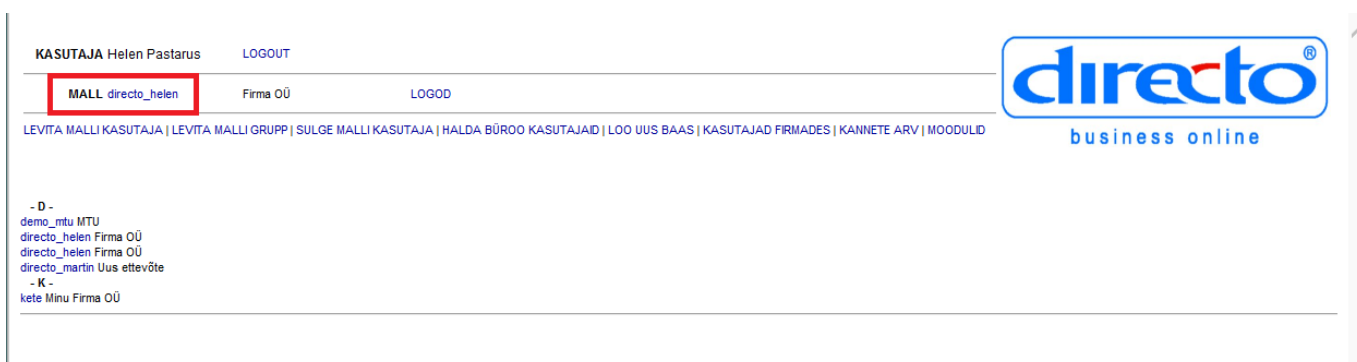 KASUTAJA Helen Pastarus LOGOUT
MALL directo_helen Firma OÜ LOGOD
LEVITA MALLI KASUTAJA | LEVITA MALLI GRUPP | SULGE MALLI KASUTAJA | HALDA BÜROO KASUTAJAID | LOO UUS BAAS | KASUTAJAD FIRMADES | KANNETE ARV | MOODULID
directo®
business online
- D -
demo_mtu MTU
directo_helen Firma OÜ
directo_helen Firma OÜ
directo_martin Uus ettevõte
- K -
kete Minu Firma OÜ